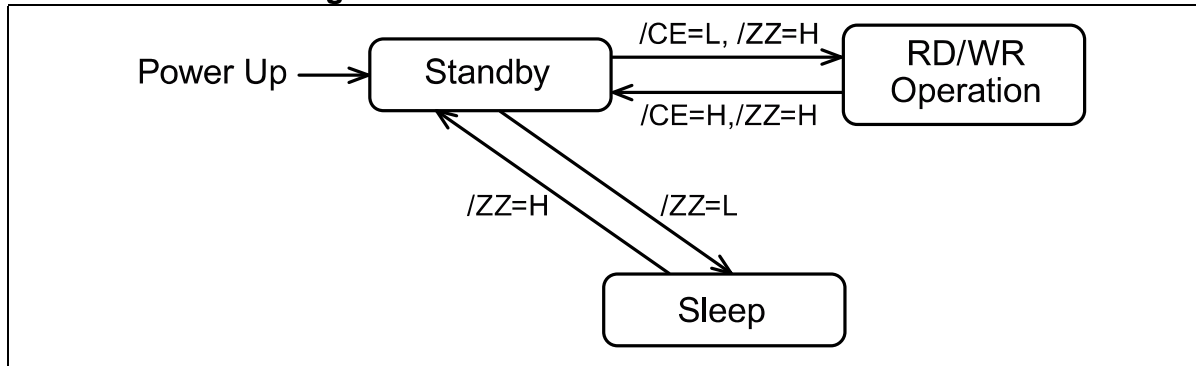 /CE=L, /ZZ=H
Power Up
Standby
RD/WR
Operation
/CE=H,/ZZ=H
/ZZ=H
/ZZ=L
Sleep